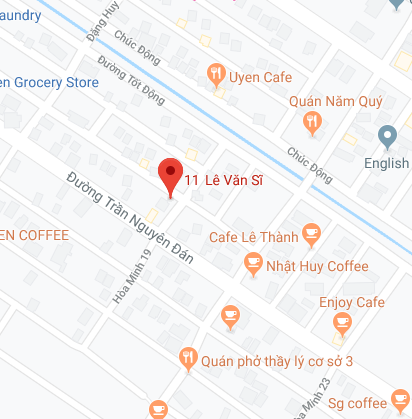 aundry
Đặng Huy
Chúc Động
Đường Tốt Động
en Grocery Store
Uyen Cafe
Quán Năm Quý
Chúc Động
English
11 Lê Văn Sĩ
Đường Trần Nguyên Đán
EN COFFEE
Hòa Minh 19
Cafe Lệ Thành
Nhật Huy Coffee
Enjoy Cafe
Quán phở thầy lý cơ sở 3
Hòa Minh 23
Sg coffee